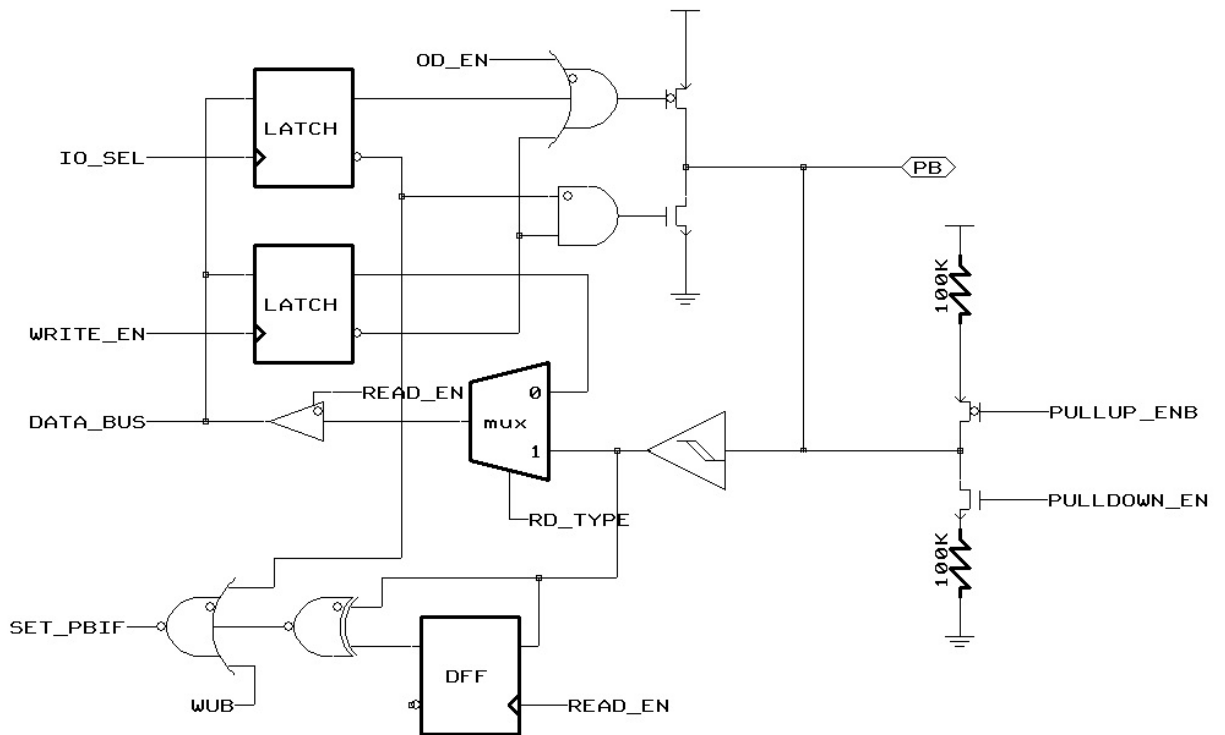 OD_EN
LATCH
IO_SEL
PB
100K
LATCH
WRITE_EN
READ_EN
0
PULLUP_ENB
DATA_BUS
mux
1
PULLDOWN_EN
RD_TYPE
100K
SET_PBIF
DFF
WUB
READ_EN